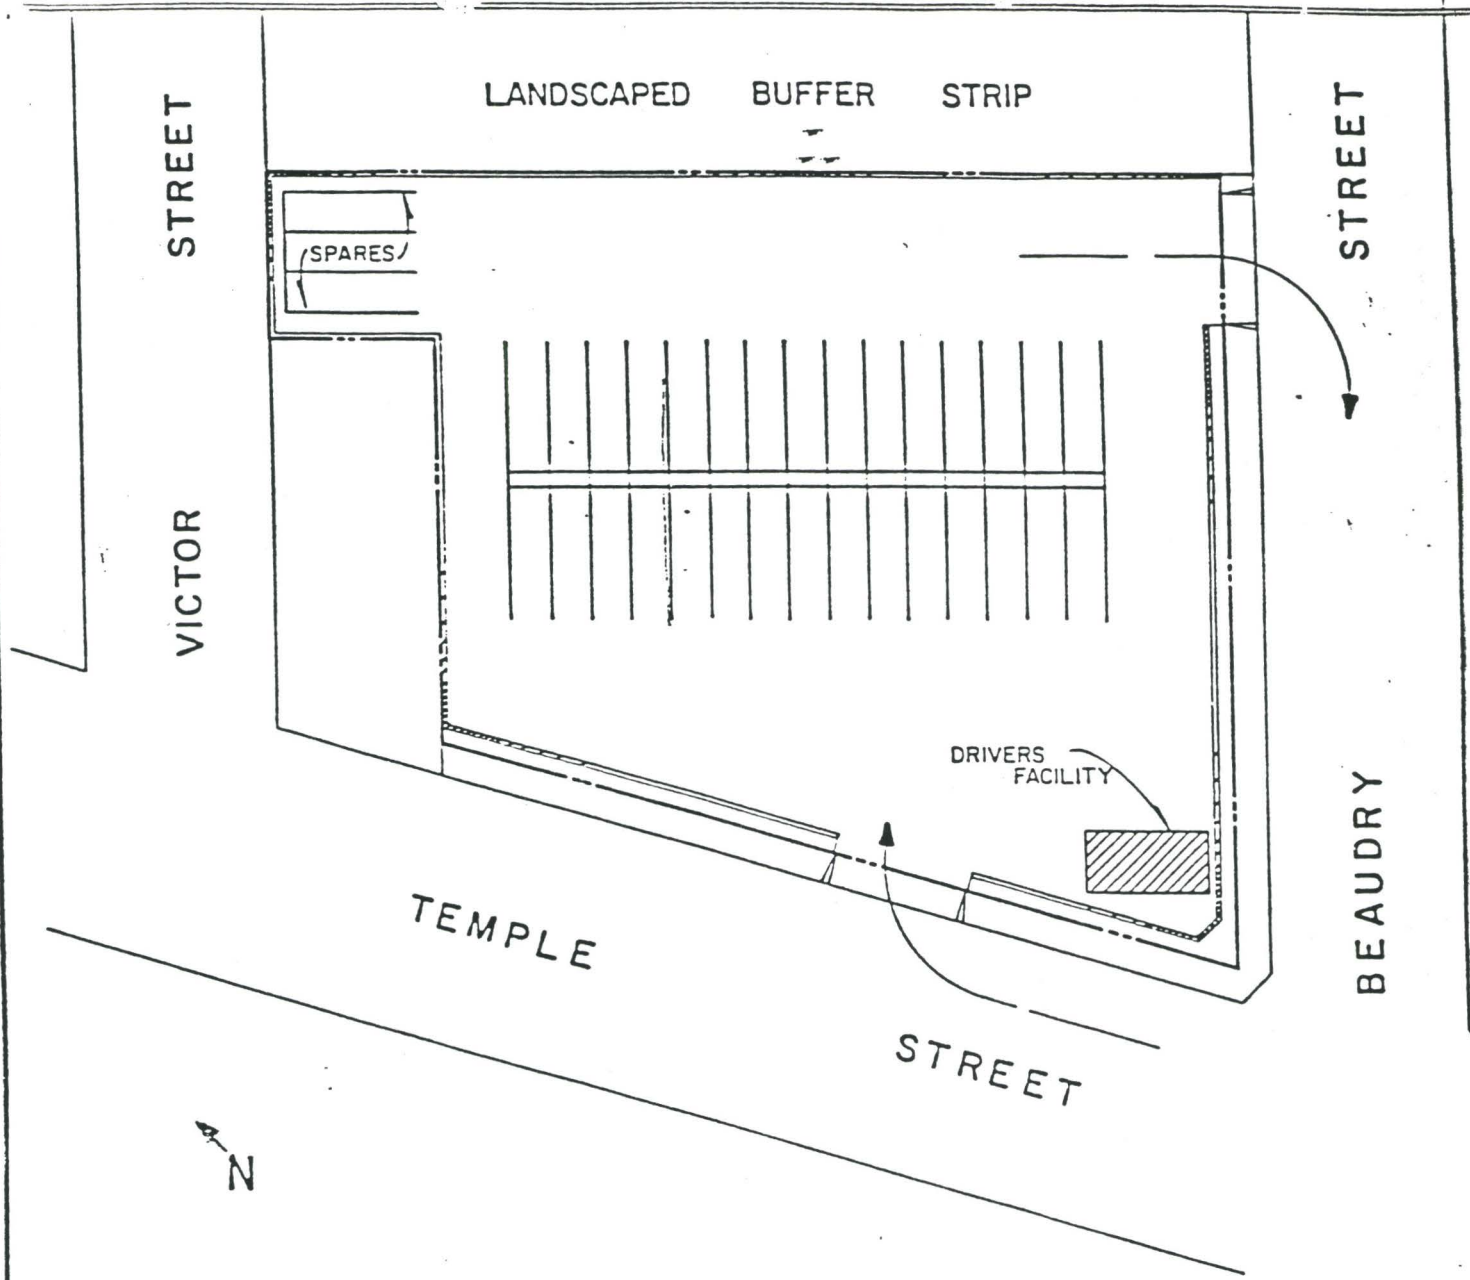 LANDSCAPED BUFFER STRIP
VICTOR STREET
SPARES
BEAUDRY STREET
DRIVERS
FACILITY
TEMPLE STREET
N